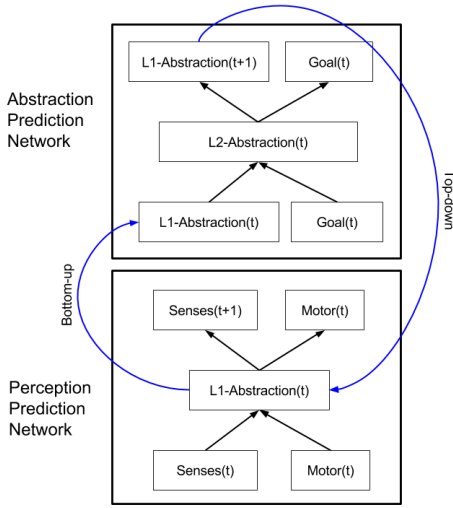 L1-Abstraction(t+1)
Goal(t)
Abstraction
Prediction
Network
L2-Abstraction(t)
L1-Abstraction(t)
Goal(t)
Top-down
Bottom-up
Senses(t+1)
Motor(t)
Perception
Prediction
Network
L1-Abstraction(t)
Senses(t)
Motor(t)